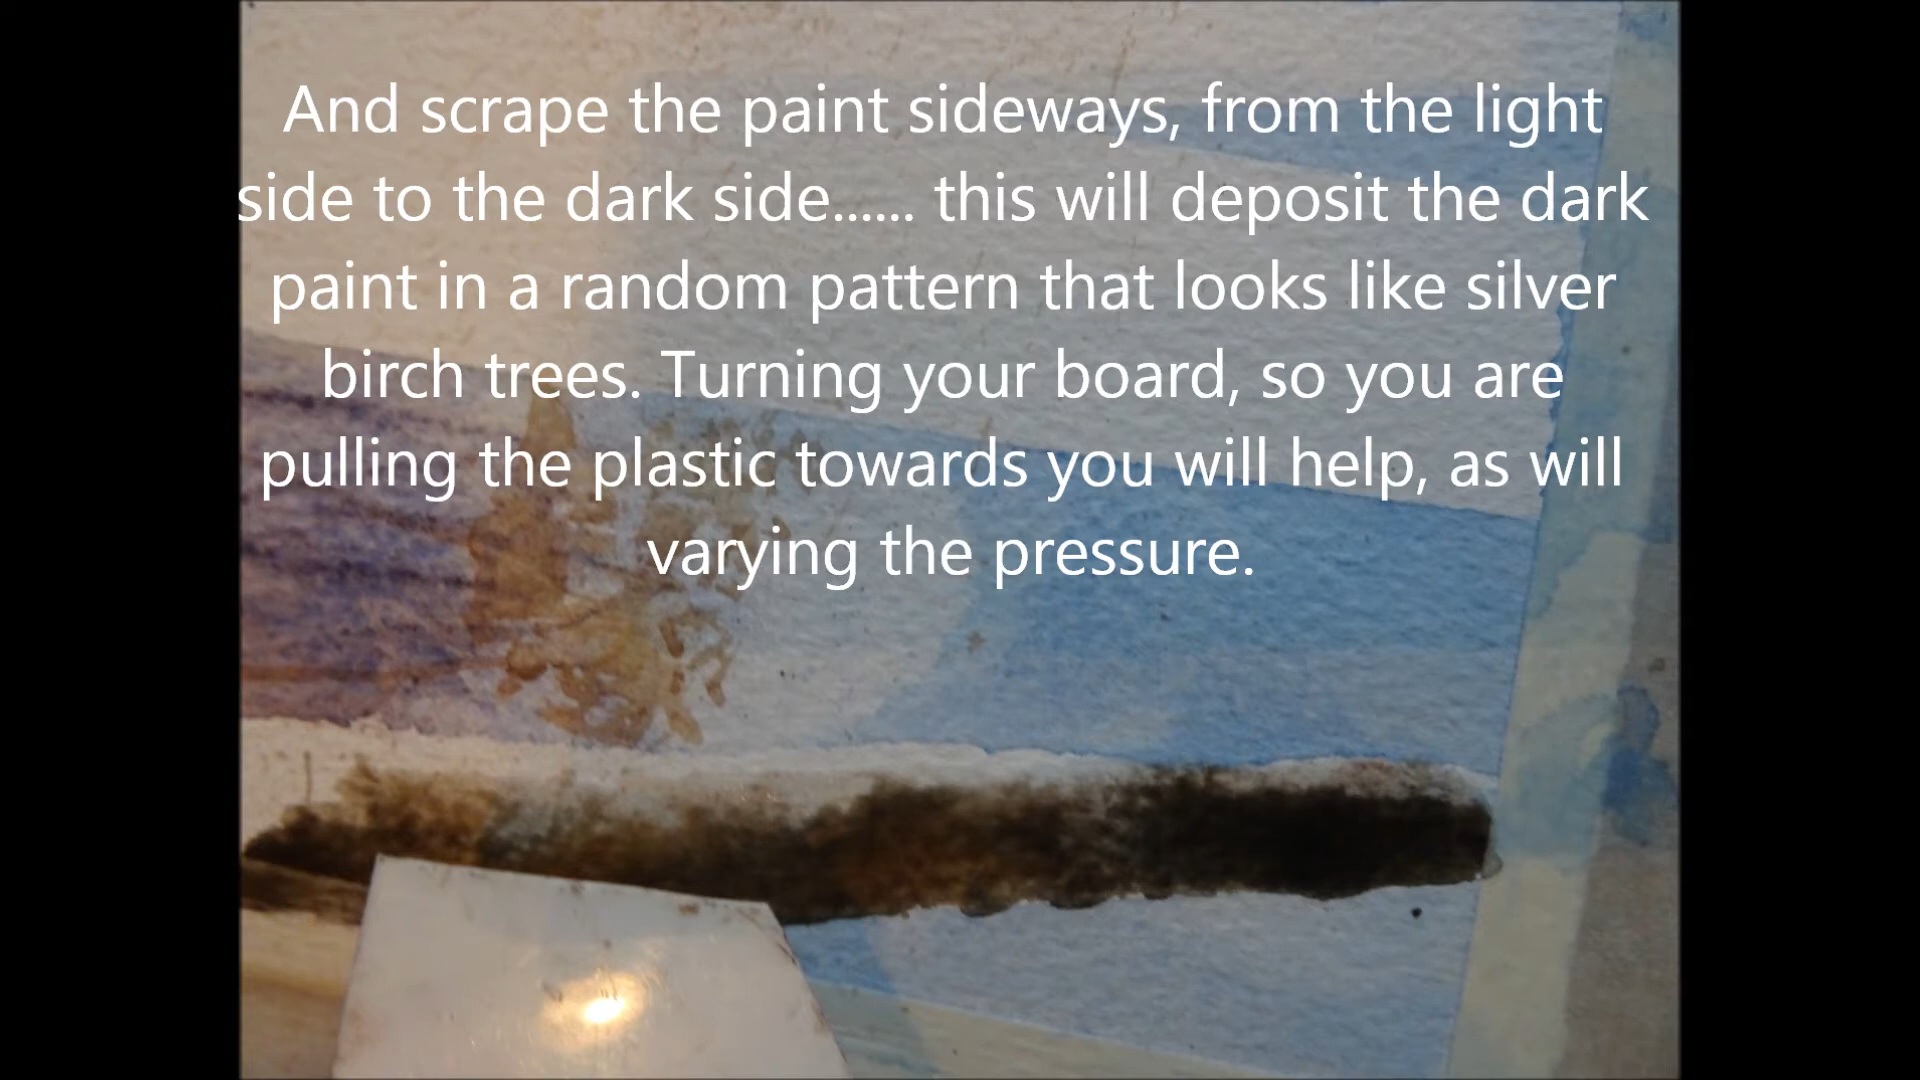 And scrape the paint sideways, from the light
side to the dark side...... this will deposit the dark
paint in a random pattern that looks like silver
birch trees. Turning your board, so you are
pulling the plastic towards you will help, as will
varying the pressure.